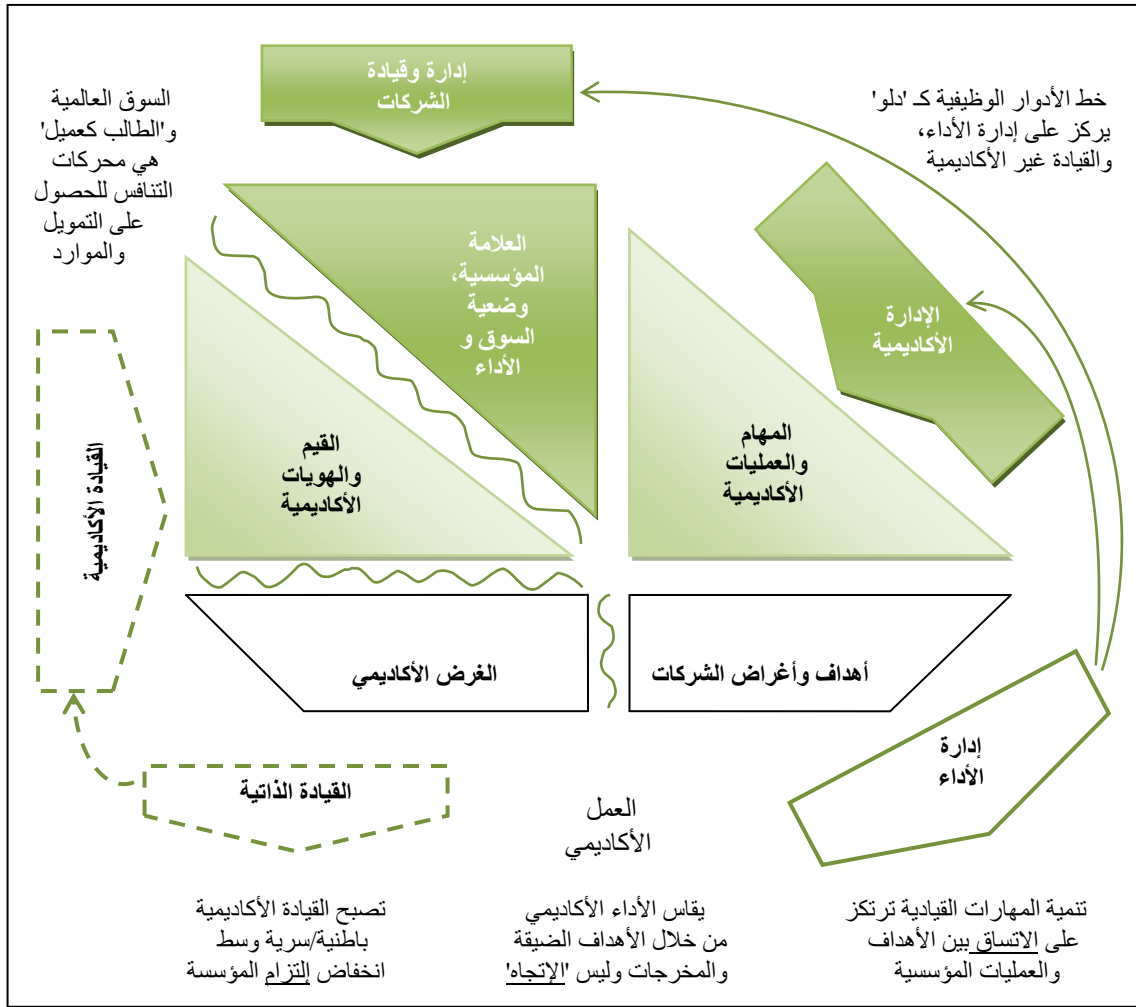 إدارة وقيادة
الشركات
خط الأدوار الوظيفية كـ 'دلو'
يركز على إدارة الأداء،
والقيادة غير الأكاديمية
السوق العالمية
و'الطالب كعميل'
هي محركات
التنافس للحصول
على التمويل
والموارد
العلامة
المؤسسية،
وضعية
السوق و
الأداء
الإدارة
الأكاديمية
القيم
والهويات
الأكاديمية
المهام
والعمليات
الأكاديمية
القيادة الأكاديمية
أهداف وأغراض الشركات
الغرض الأكاديمي
إدارة
الأداء
القيادة الذاتية
العمل
الأكاديمي
تنمية المهارات القيادية ترتكز
على الاتساق بين الأهداف
والعمليات المؤسسية
يقاس الأداء الأكاديمي
من خلال الأهداف الضيقة
والمخرجات وليس 'الإتجاه'
تصبح القيادة الأكاديمية
باطنية/سرية وسط
انخفاض إلتزام المؤسسة